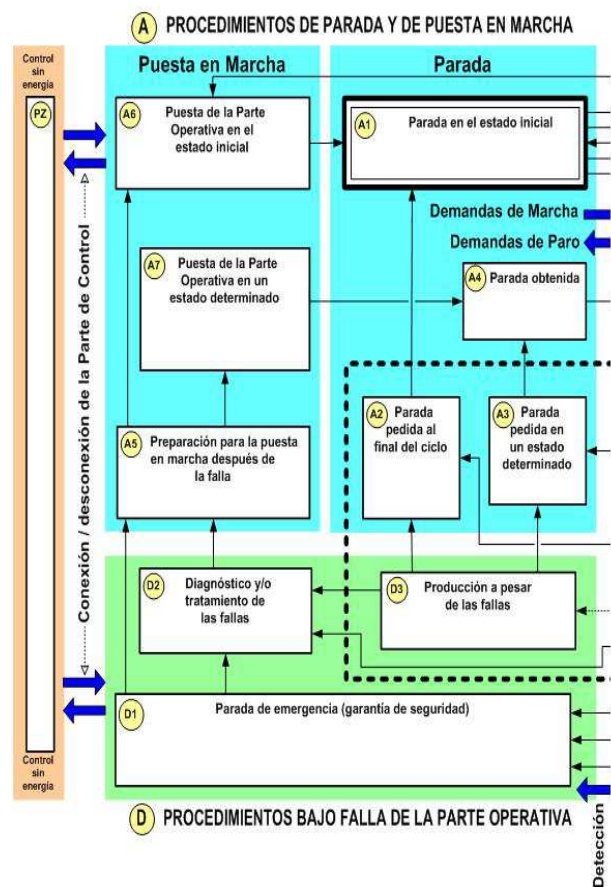 A PROCEDIMIENTOS DE PARADA Y DE PUESTA EN MARCHA
Control
sin
energía
PZ
Control
sin
energía
Conexión / desconexión de la Parte de Control
Puesta en Marcha
Parada
A6
Puesta de la Parte
Operativa en el
estado inicial
A1
Parada en el estado inicial
Demandas de Marcha
Demandas de Paro
A7
Puesta de la Parte
Operativa en un
estado determinado
A4
Parada obtenida
A5
Preparación para la puesta
en marcha después de
la falla
A2
Parada
pedida al
final del ciclo
A3
Parada
pedida en
un estado
determinado
D2
Diagnóstico y/o
tratamiento de
las fallas
D3
Producción a pesar
de las fallas
D1
Parada de emergencia (garantía de seguridad)
D PROCEDIMIENTOS BAJO FALLA DE LA PARTE OPERATIVA
Detección